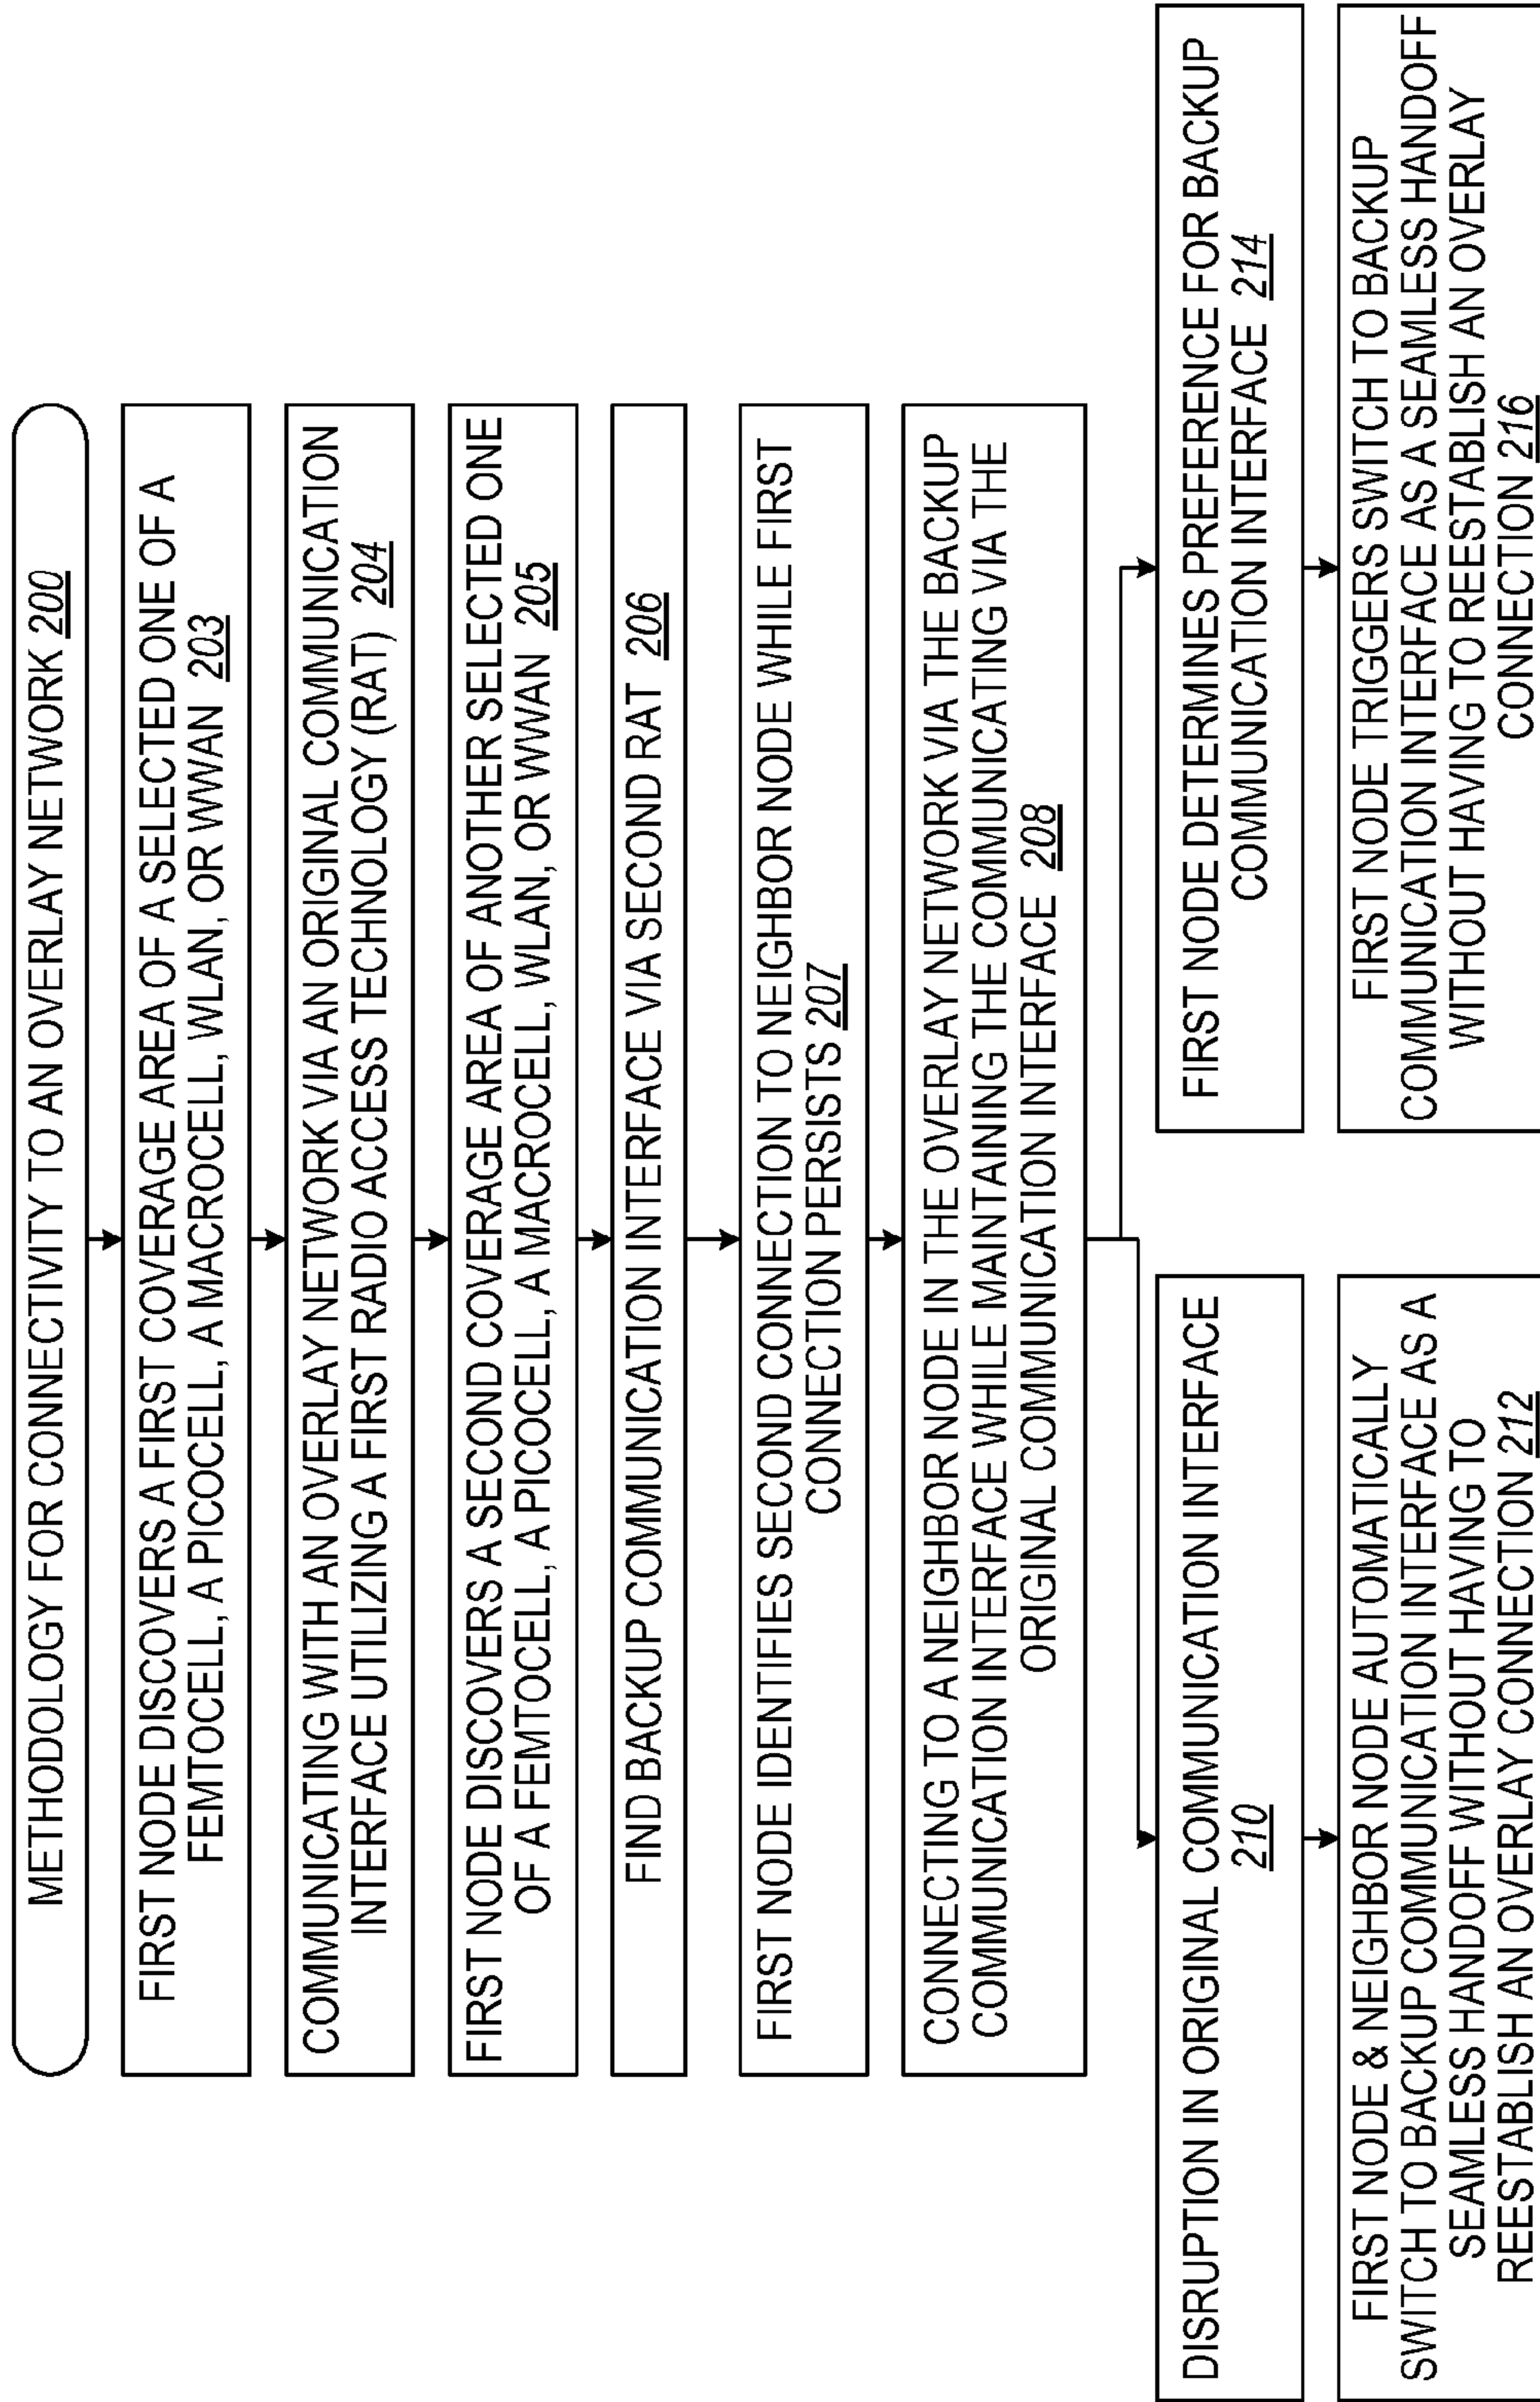 METHODOLOGY FOR CONNECTIVITY TO AN OVERLAY NETWORK 200
FIRST NODE DISCOVERS A FIRST COVERAGE AREA OF A SELECTED ONE OF A
FEMTOCELL, A PICOCELL, A MACROCELL, WLAN, OR WWAN 203
COMMUNICATING WITH AN OVERLAY NETWORK VIA AN ORIGINAL COMMUNICATION
INTERFACE UTILIZING A FIRST RADIO ACCESS TECHNOLOGY (RAT) 204
FIRST NODE DISCOVERS A SECOND COVERAGE AREA OF ANOTHER SELECTED ONE
OF A FEMTOCELL, A PICOCELL, A MACROCELL, WLAN, OR WWAN 205
FIND BACKUP COMMUNICATION INTERFACE VIA SECOND RAT 206
FIRST NODE IDENTIFIES SECOND CONNECTION TO NEIGHBOR NODE WHILE FIRST
CONNECTION PERSISTS 207
CONNECTING TO A NEIGHBOR NODE IN THE OVERLAY NETWORK VIA THE BACKUP
COMMUNICATION INTERFACE WHILE MAINTAINING THE COMMUNICATING VIA THE
ORIGINAL COMMUNICATION INTERFACE 208
DISRUPTION IN ORIGINAL COMMUNICATION INTERFACE
210
FIRST NODE & NEIGHBOR NODE AUTOMATICALLY
SWITCH TO BACKUP COMMUNICATION INTERFACE AS A
SEAMLESS HANDOFF WITHOUT HAVING TO
REESTABLISH AN OVERLAY CONNECTION 212
FIRST NODE DETERMINES PREFERENCE FOR BACKUP
COMMUNICATION INTERFACE 214
FIRST NODE TRIGGERS SWITCH TO BACKUP
COMMUNICATION INTERFACE AS A SEAMLESS HANDOFF
WITHOUT HAVING TO REESTABLISH AN OVERLAY
CONNECTION 216